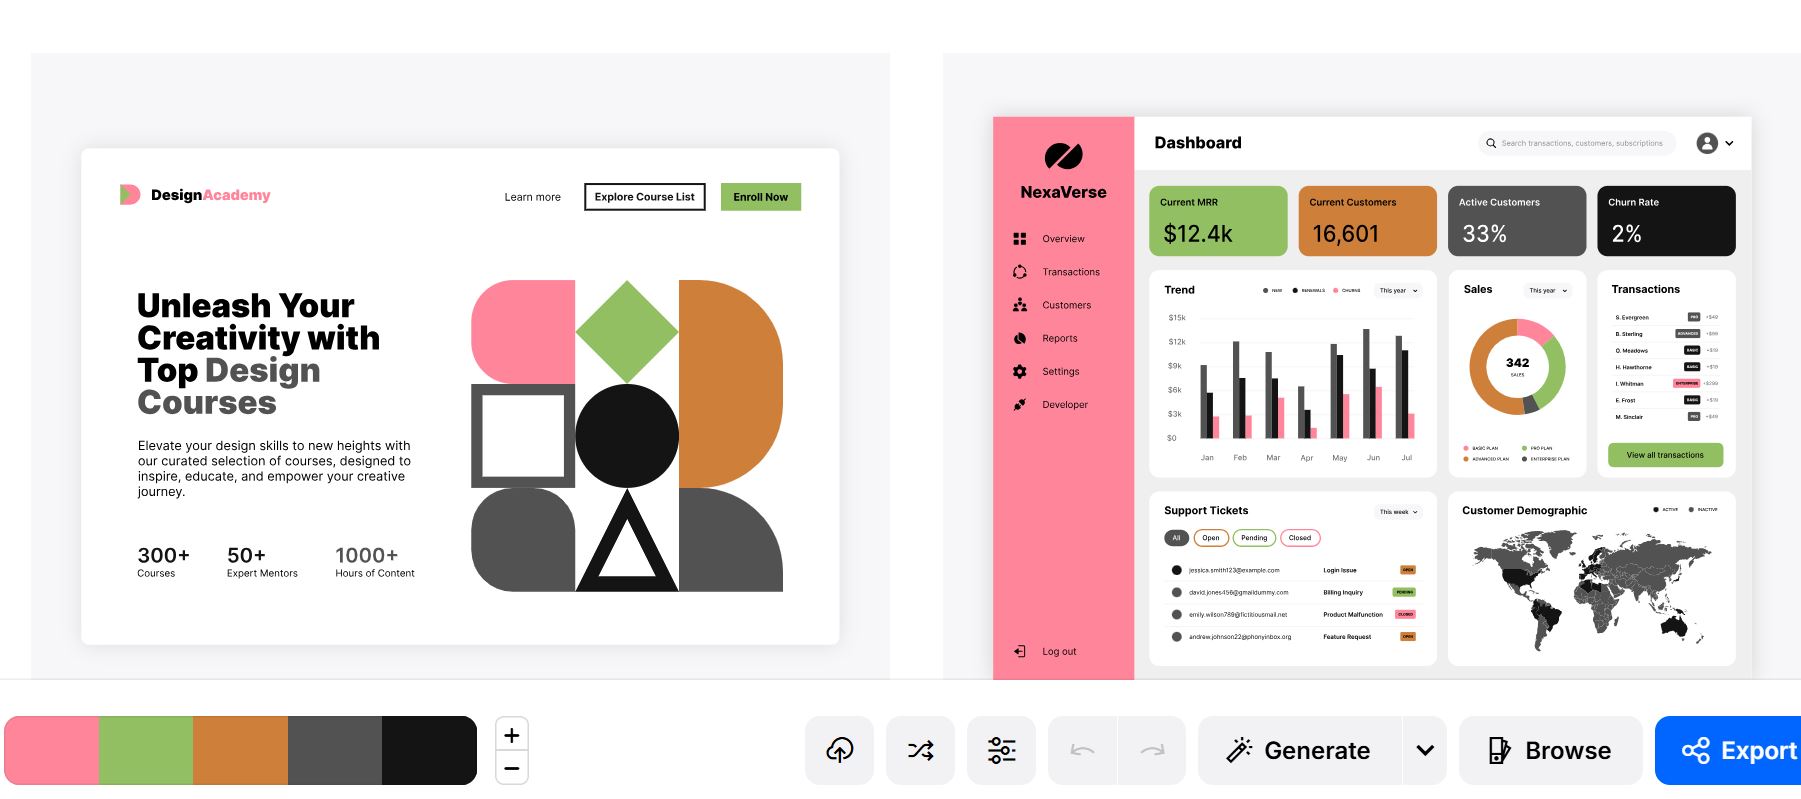 DesignAcademy
Learn more
Explore Course List
Enroll Now
Unleash Your
Creativity with
Top Design
Courses
Elevate your design skills to new heights with
our curated selection of courses, designed to
inspire, educate, and empower your creative
journey.
300+
Courses
50+
Expert Mentors
1000+
Hours of Content
NexaVerse
Overview
Transactions
Customers
Reports
Settings
Developer
Log out
Dashboard
Search transactions, customers, subscriptions
Current MRR
$12.4k
Current Customers
16,601
Active Customers
33%
Churn Rate
2%
Trend
NEW
RENEWALS
CHURNS
This year
$15k
$12k
$9k
$6k
$3k
$0
Jan Feb Mar Apr May Jun Jul
Sales
This year
342
SALES
BASIC PLAN
PRO PLAN
ADVANCED PLAN
ENTERPRISE PLAN
Transactions
S. Evergreen PRO +$49
B. Sterling ADVANCED +$99
O. Meadows BASIC +$19
H. Hawthorne BASIC +$19
I. Whitman ENTERPRISE +$299
E. Frost BASIC +$19
M. Sinclair PRO +$49
View all transactions
Support Tickets
This week
All Open Pending Closed
jessica.smith123@example.com Login Issue OPEN
david.jones456@gmaildummy.com Billing Inquiry PENDING
emily.wilson789@fictitiousmail.net Product Malfunction CLOSED
andrew.johnson22@phonyinbox.org Feature Request OPEN
Customer Demographic
ACTIVE
INACTIVE
+
−
Generate
Browse
Export